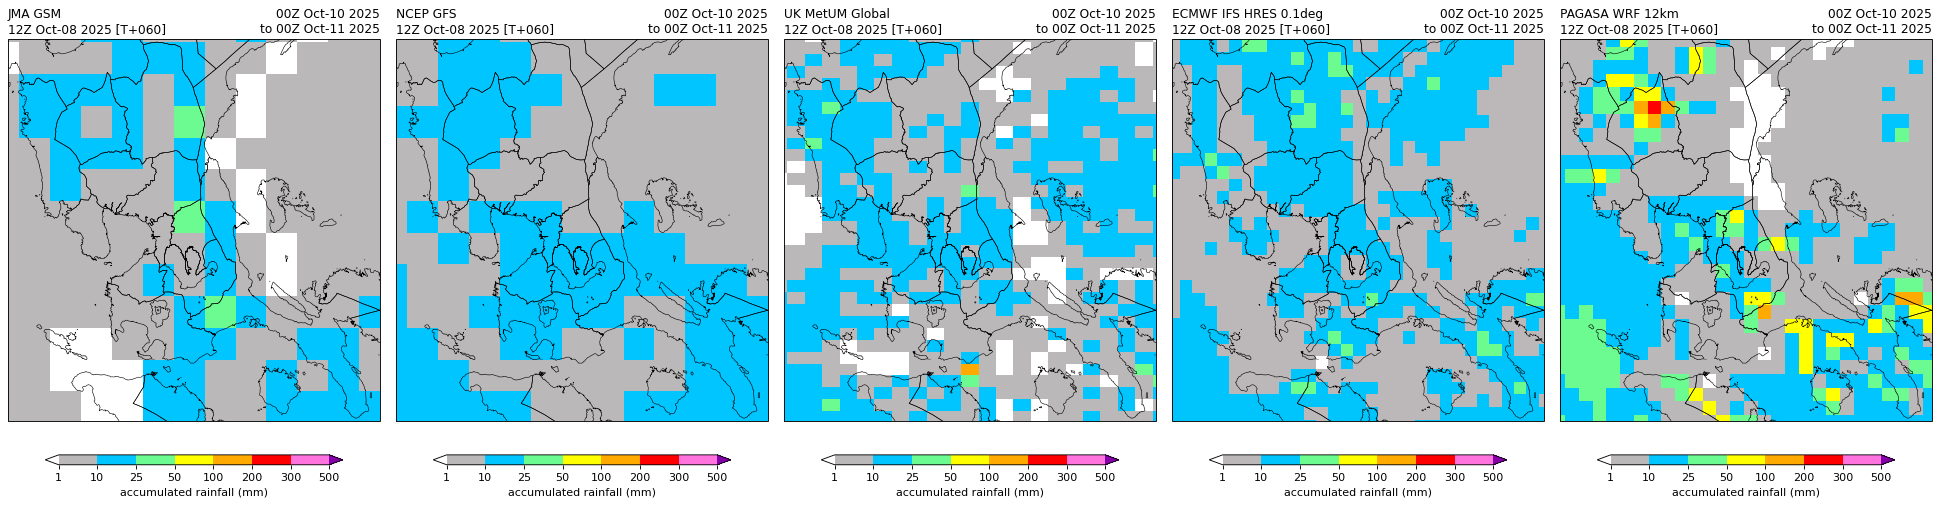 JMA GSM 00Z Oct-10 2025
12Z Oct-08 2025 [T+060] to 00Z Oct-11 2025
1 10 25 50 100 200 300 500
accumulated rainfall (mm)
NCEP GFS 00Z Oct-10 2025
12Z Oct-08 2025 [T+060] to 00Z Oct-11 2025
1 10 25 50 100 200 300 500
accumulated rainfall (mm)
UK MetUM Global 00Z Oct-10 2025
12Z Oct-08 2025 [T+060] to 00Z Oct-11 2025
1 10 25 50 100 200 300 500
accumulated rainfall (mm)
ECMWF IFS HRES 0.1deg 00Z Oct-10 2025
12Z Oct-08 2025 [T+060] to 00Z Oct-11 2025
1 10 25 50 100 200 300 500
accumulated rainfall (mm)
PAGASA WRF 12km 00Z Oct-10 2025
12Z Oct-08 2025 [T+060] to 00Z Oct-11 2025
1 10 25 50 100 200 300 500
accumulated rainfall (mm)